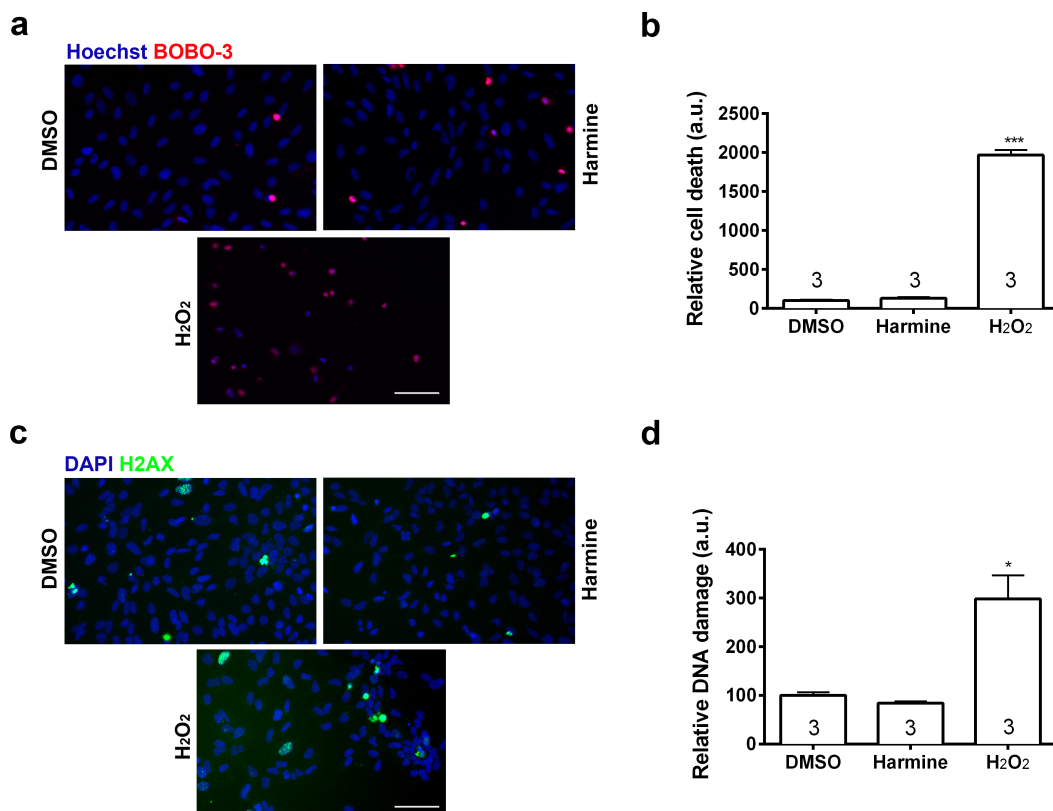 a
Hoechst BOBO-3
DMSO
Harmine
H2O2
b
Relative cell death (a.u.)
2500
2000
1500
1000
500
0
***
3
3
3
DMSO
Harmine
H2O2
c
DAPI H2AX
DMSO
Harmine
H2O2
d
Relative DNA damage (a.u.)
400
300
200
100
0
*
3
3
3
DMSO
Harmine
H2O2